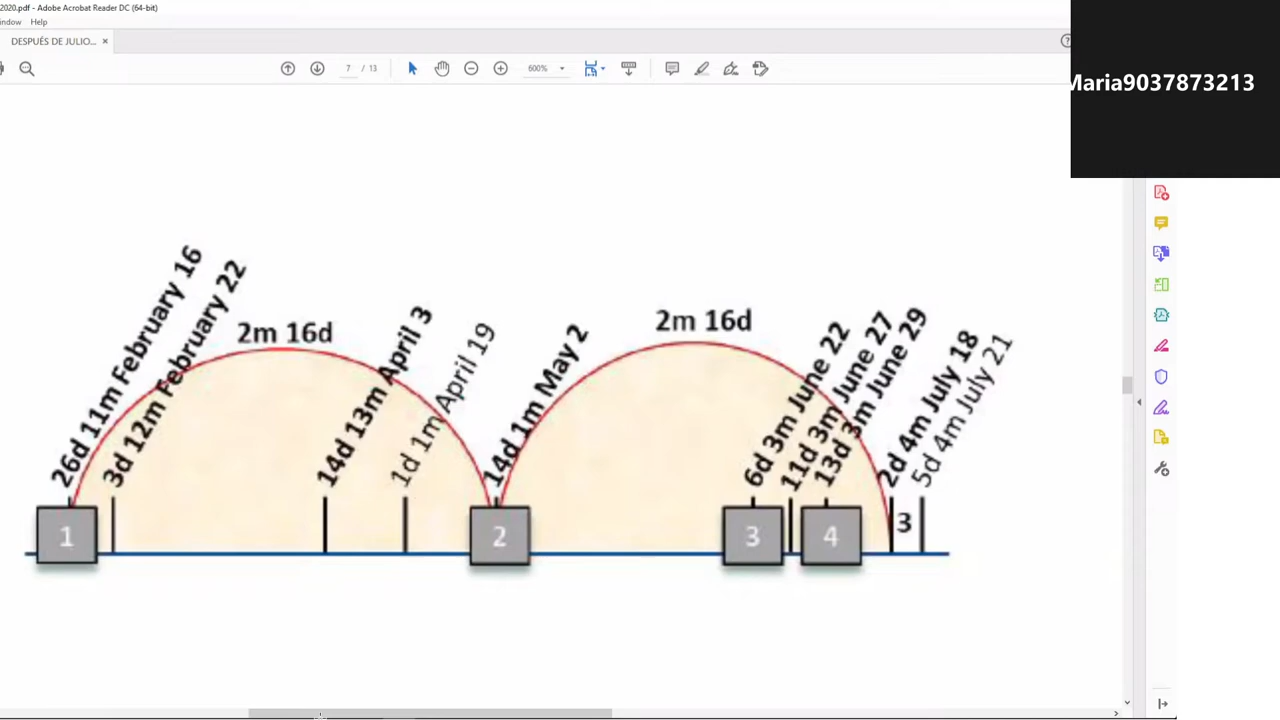 2020.pdf - Adobe Acrobat Reader DC (64-bit)
indow Help
DESPUÉS DE JULIO... ×
7 / 13
600%
Maria9037873213
26d 11m February 16
3d 12m February 22
2m 16d
14d 13m April 3
1d 1m April 19
14d 1m May 2
2m 16d
6d 3m June 22
11d 3m June 27
13d 3m June 29
2d 4m July 18
5d 4m July 21
1
2
3
4
3